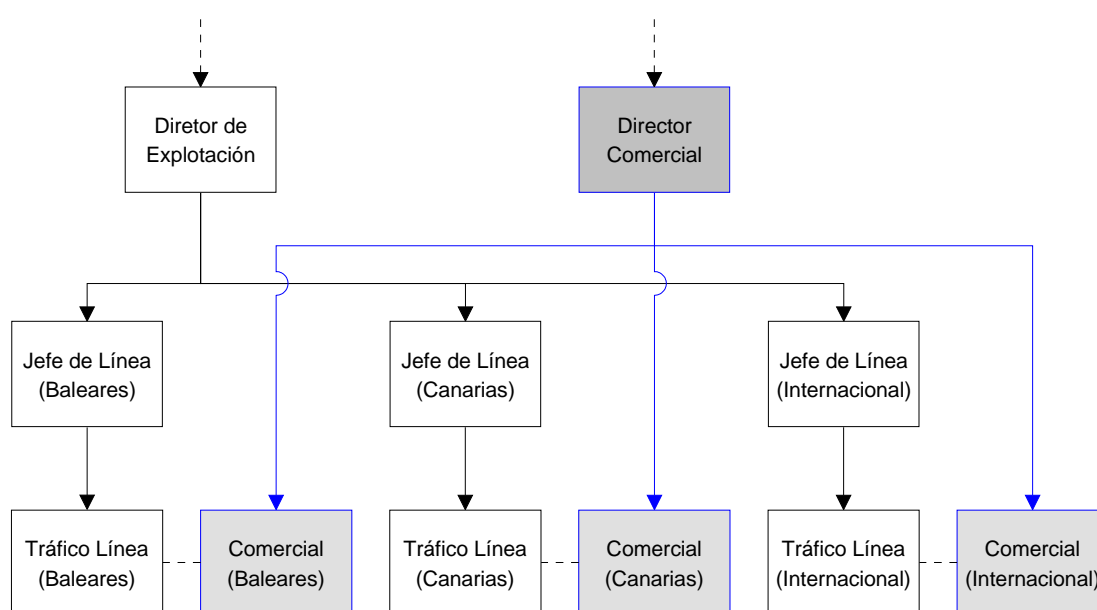 Diretor de
Explotación
Director
Comercial
Jefe de Línea
(Baleares)
Jefe de Línea
(Canarias)
Jefe de Línea
(Internacional)
Tráfico Línea
(Baleares)
Comercial
(Baleares)
Tráfico Línea
(Canarias)
Comercial
(Canarias)
Tráfico Línea
(Internacional)
Comercial
(Internacional)